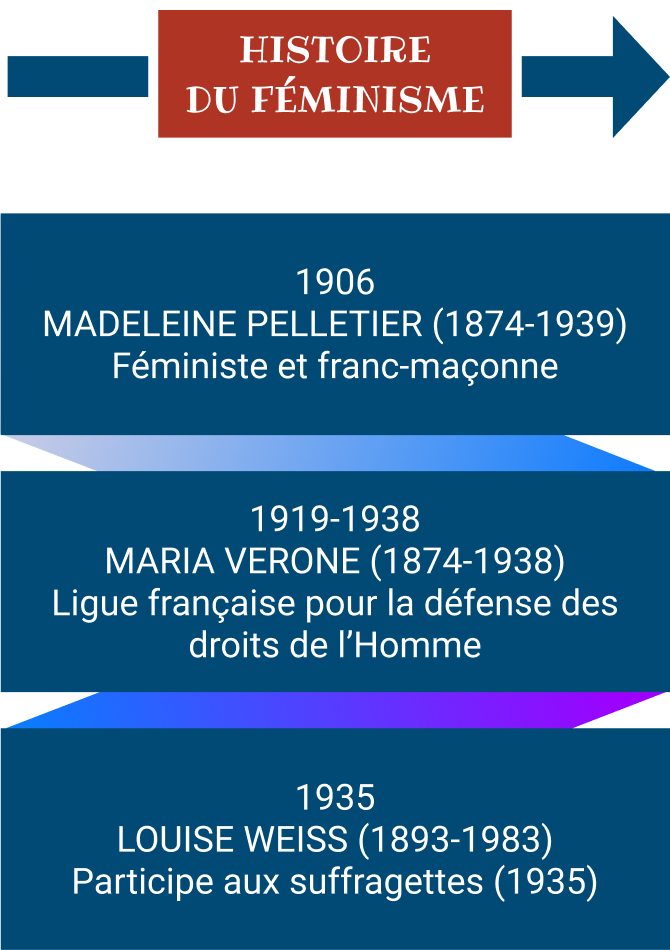 HISTOIRE
DU FÉMINISME
1906
MADELEINE PELLETIER (1874-1939)
Féministe et franc-maçonne
1919-1938
MARIA VERONE (1874-1938)
Ligue française pour la défense des
droits de l’Homme
1935
LOUISE WEISS (1893-1983)
Participe aux suffragettes (1935)